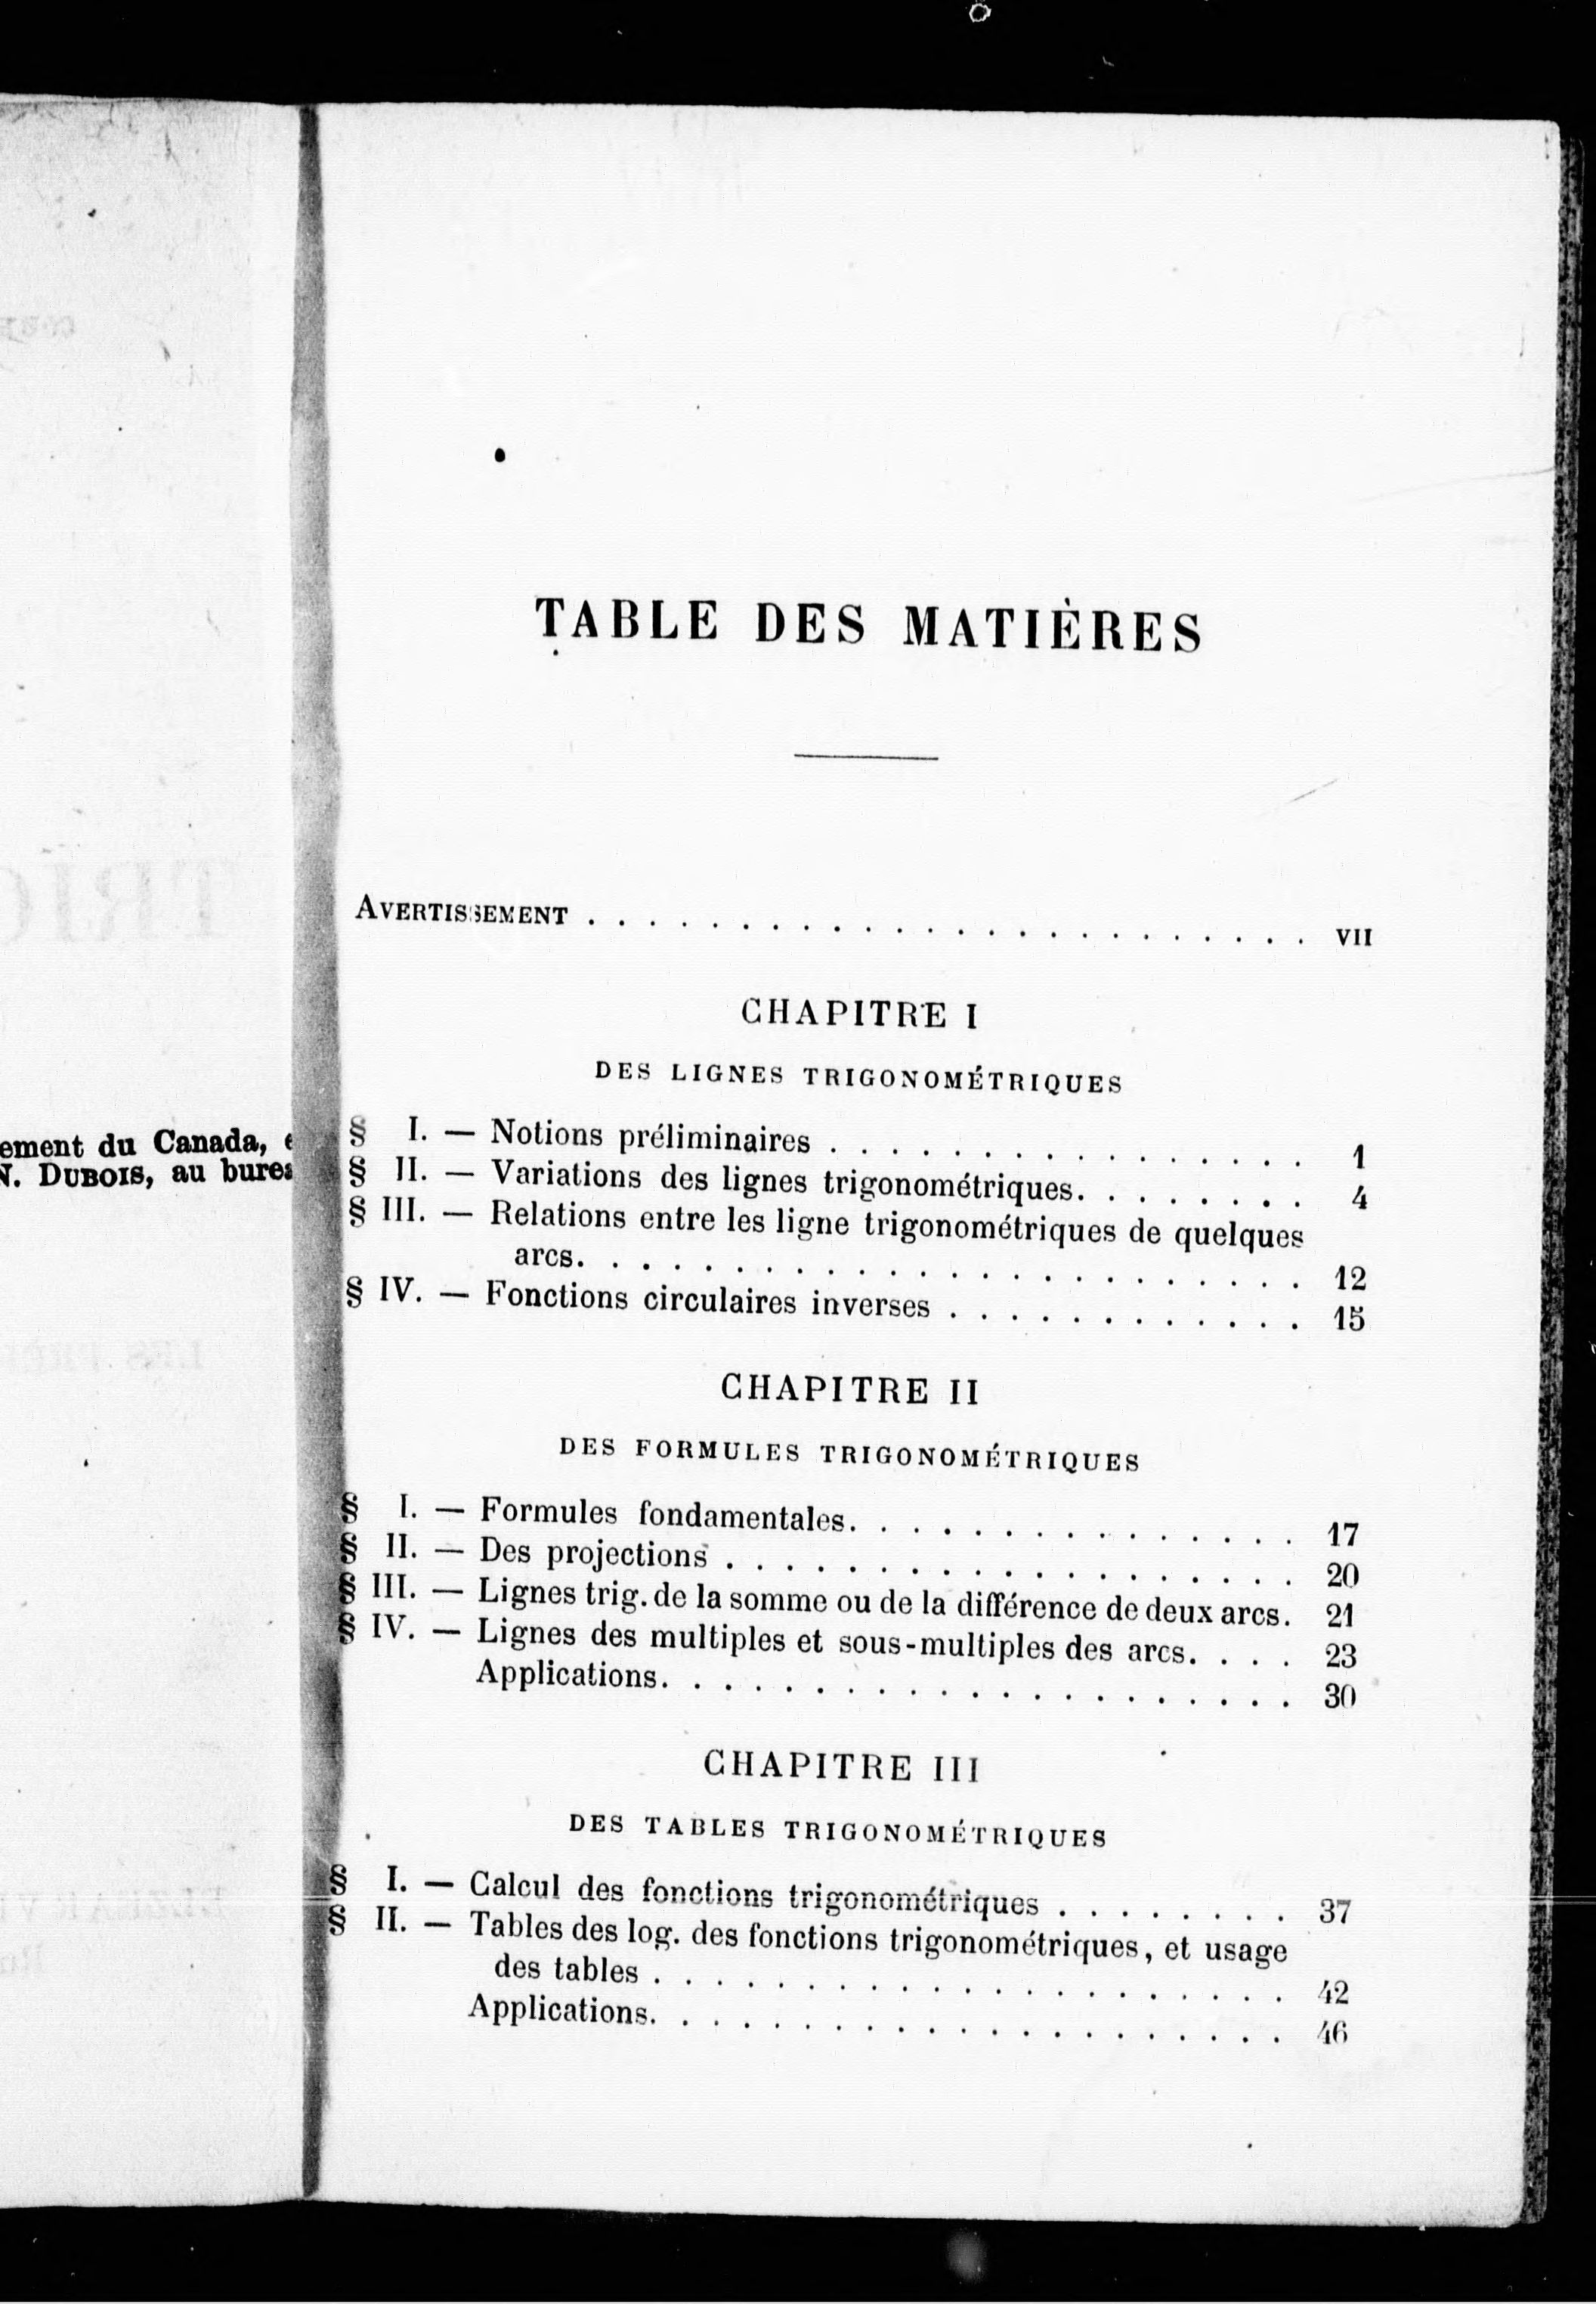 ement du Canada,
N. DUBOIS, au
TABLE DES MATIÈRES
AVERTISSEMENT . . . . . . . . . . . . . . . . . . . . . . . . VII
CHAPITRE I
DES LIGNES TRIGONOMÉTRIQUES
§ I. — Notions préliminaires . . . . . . . . . . . . . . . . 1
§ II. — Variations des lignes trigonométriques. . . . . . . . 4
§ III. — Relations entre les ligne trigonométriques de quelques
arcs. . . . . . . . . . . . . . . . . . . . . . . . 12
§ IV. — Fonctions circulaires inverses . . . . . . . . . . . . 15
CHAPITRE II
DES FORMULES TRIGONOMÉTRIQUES
§ I. — Formules fondamentales. . . . . . . . . . . . . . . 17
§ II. — Des projections . . . . . . . . . . . . . . . . . . . 20
§ III. — Lignes trig. de la somme ou de la différence de deux arcs. 21
§ IV. — Lignes des multiples et sous-multiples des arcs. . . . 23
Applications. . . . . . . . . . . . . . . . . . . . . 30
CHAPITRE III
DES TABLES TRIGONOMÉTRIQUES
§ I. — Calcul des fonctions trigonométriques . . . . . . . . 37
§ II. — Tables des log. des fonctions trigonométriques, et usage
des tables . . . . . . . . . . . . . . . . . . . . . 42
Applications. . . . . . . . . . . . . . . . . . . . . 46